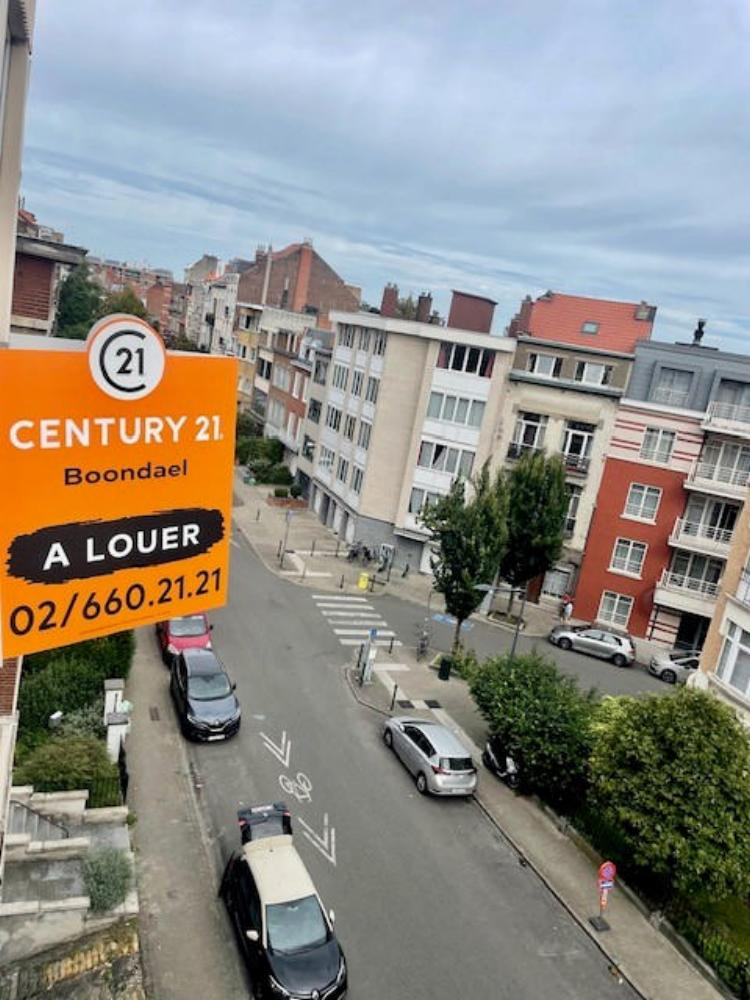 21
CENTURY 21.
Boondael
A LOUER
02/660.21.21